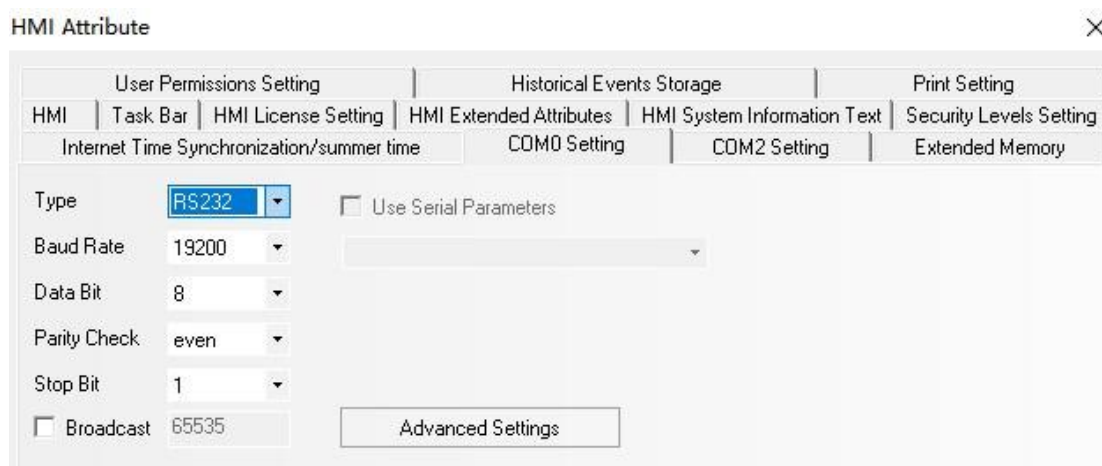 HMI Attribute
User Permissions Setting Historical Events Storage Print Setting
HMI Task Bar HMI License Setting HMI Extended Attributes HMI System Information Text Security Levels Setting
Internet Time Synchronization/summer time COM0 Setting COM2 Setting Extended Memory
Type RS232 Use Serial Parameters
Baud Rate 19200
Data Bit 8
Parity Check even
Stop Bit 1
Broadcast 65535 Advanced Settings